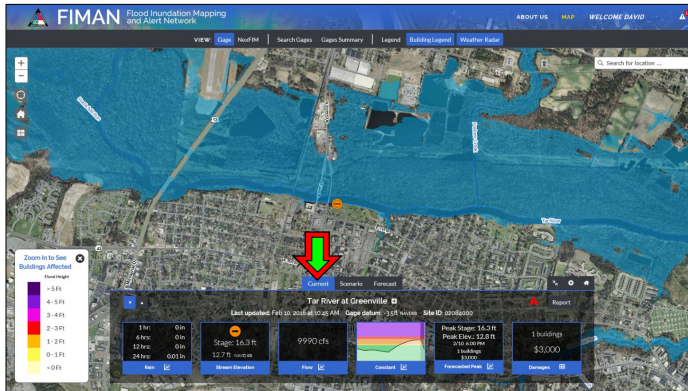 FIMAN Flood Inundation Mapping
and Alert Network
ABOUT US MAP WELCOME DAVID
VIEW: Gage NexFIM Search Gages Gages Summary Legend Building Legend Weather Radar
Search for location ...
Tar River
Zoom In to See
Buildings Affected
Flood Height
> 5 Ft
4 - 5 Ft
3 - 4 Ft
2 - 3 Ft
1 - 2 Ft
0 - 1 Ft
< 0 Ft
Current Scenario Forecast
Tar River at Greenville
Report
Last updated: Feb 10, 2016 at 10:45 AM Gage datum: -3.5 ft NAVD88 Site ID: 02084000
1 hr: 0 in
6 hrs: 0 in
12 hrs: 0 in
24 hrs: 0.01 in
Rain
Stage: 16.3 ft
12.7 ft NAVD 88
Stream Elevation
9990 cfs
Flow
Constant
Peak Stage: 16.3 ft
Peak Elev.: 12.8 ft
2/10 6:00 PM
1 buildings
$3,000
Forecasted Peak
1 buildings
$3,000
Damages